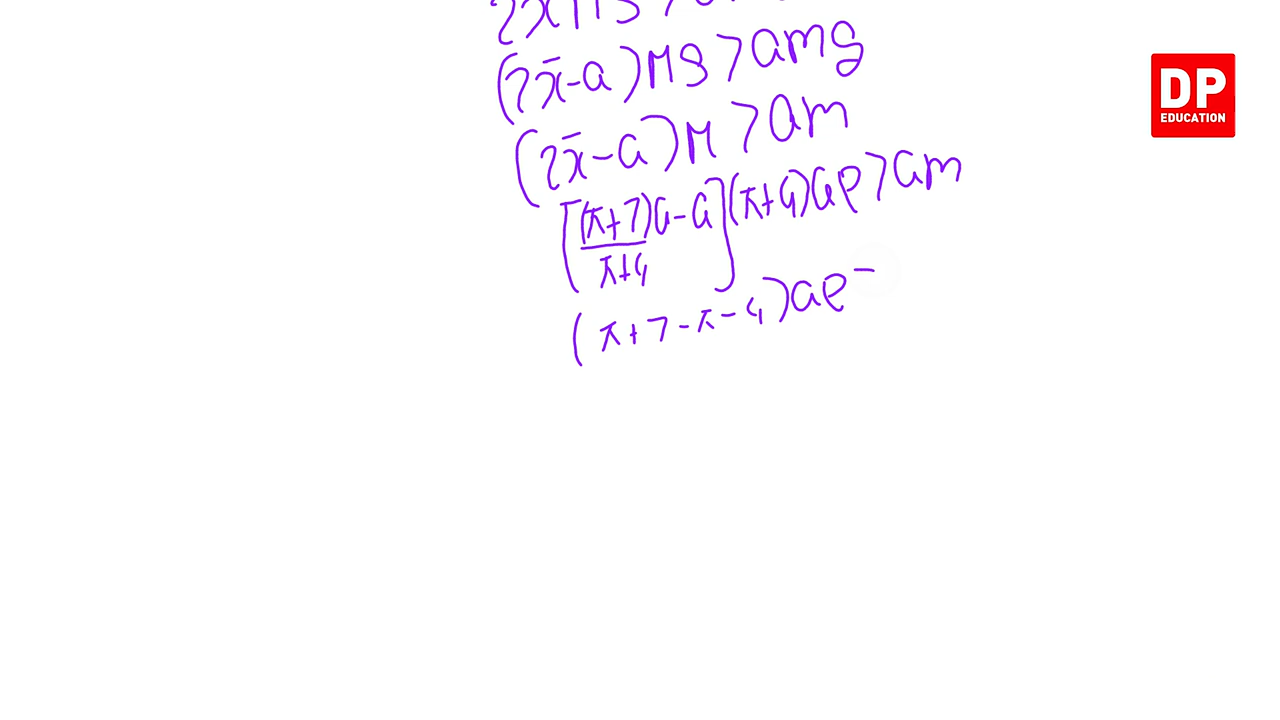 (2x̄-a)Mg>amg
(2x̄-a)M>am
[(π+7)a-a](π+4)aρ>am
π+4
(π+7-π-4)aρ
DP
EDUCATION